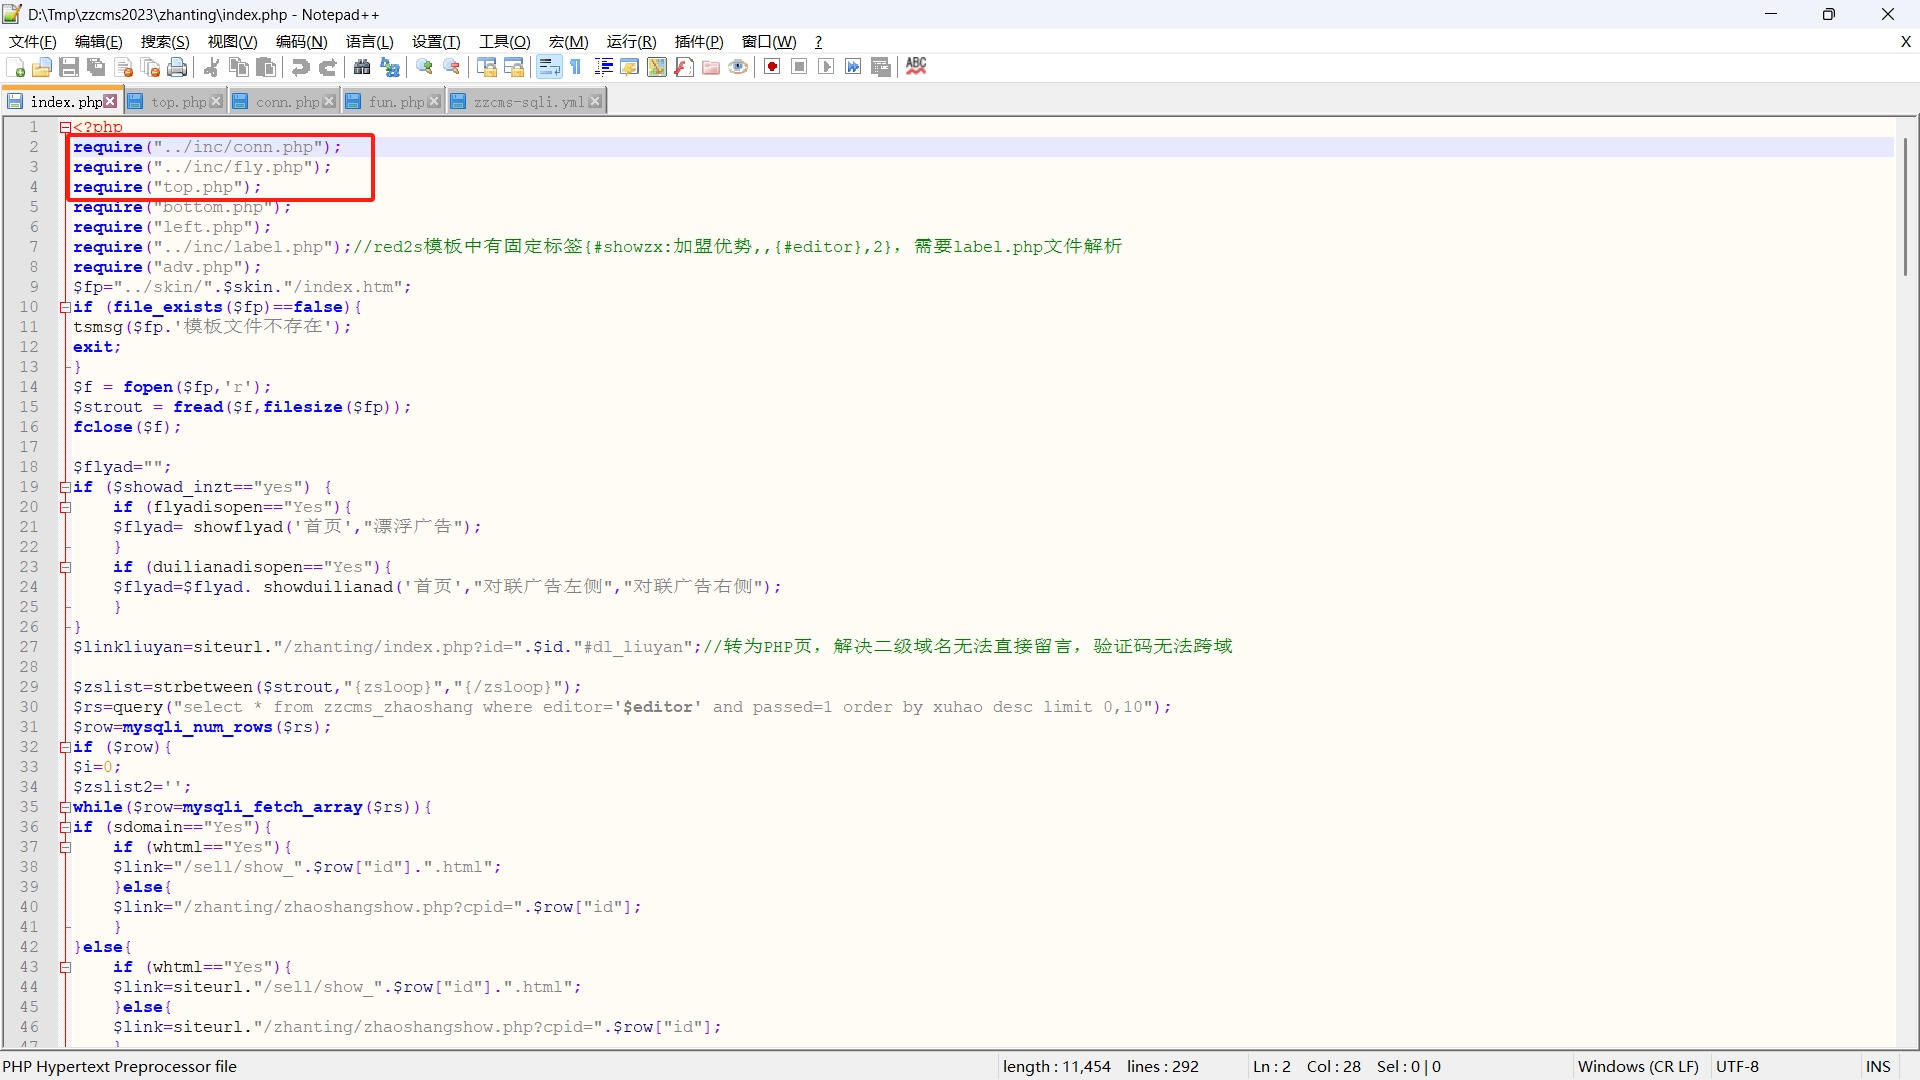 D:\Tmp\zzcms2023\zhanting\index.php - Notepad++
文件(F) 编辑(E) 搜索(S) 视图(V) 编码(N) 语言(L) 设置(T) 工具(O) 宏(M) 运行(R) 插件(P) 窗口(W) ? X
ABC
index.php top.php conn.php fun.php zzcms-sqli.yml
1 <?php
2 require("../inc/conn.php");
3 require("../inc/fly.php");
4 require("top.php");
5 require("bottom.php");
6 require("left.php");
7 require("../inc/label.php");//red2s模板中有固定标签{#showzx:加盟优势,,{#editor},2}，需要label.php文件解析
8 require("adv.php");
9 $fp="../skin/".$skin."/index.htm";
10 if (file_exists($fp)==false){
11 tsmsg($fp.'模板文件不存在');
12 exit;
13 }
14 $f = fopen($fp,'r');
15 $strout = fread($f,filesize($fp));
16 fclose($f);
17
18 $flyad="";
19 if ($showad_inzt=="yes") {
20 if (flyadisopen=="Yes"){
21 $flyad= showflyad('首页',"漂浮广告");
22 }
23 if (duilianadisopen=="Yes"){
24 $flyad=$flyad. showduilianad('首页',"对联广告左侧","对联广告右侧");
25 }
26 }
27 $linkliuyan=siteurl."/zhanting/index.php?id=".$id."#dl_liuyan";//转为PHP页，解决二级域名无法直接留言，验证码无法跨域
28
29 $zslist=strbetween($strout,"{zsloop}","{/zsloop}");
30 $rs=query("select * from zzcms_zhaoshang where editor='$editor' and passed=1 order by xuhao desc limit 0,10");
31 $row=mysqli_num_rows($rs);
32 if ($row){
33 $i=0;
34 $zslist2='';
35 while($row=mysqli_fetch_array($rs)){
36 if (sdomain=="Yes"){
37 if (whtml=="Yes"){
38 $link="/sell/show_".$row["id"].".html";
39 }else{
40 $link="/zhanting/zhaoshangshow.php?cpid=".$row["id"];
41 }
42 }else{
43 if (whtml=="Yes"){
44 $link=siteurl."/sell/show_".$row["id"].".html";
45 }else{
46 $link=siteurl."/zhanting/zhaoshangshow.php?cpid=".$row["id"];
47 }
PHP Hypertext Preprocessor file length : 11,454 lines : 292 Ln : 2 Col : 28 Sel : 0 | 0 Windows (CR LF) UTF-8 INS